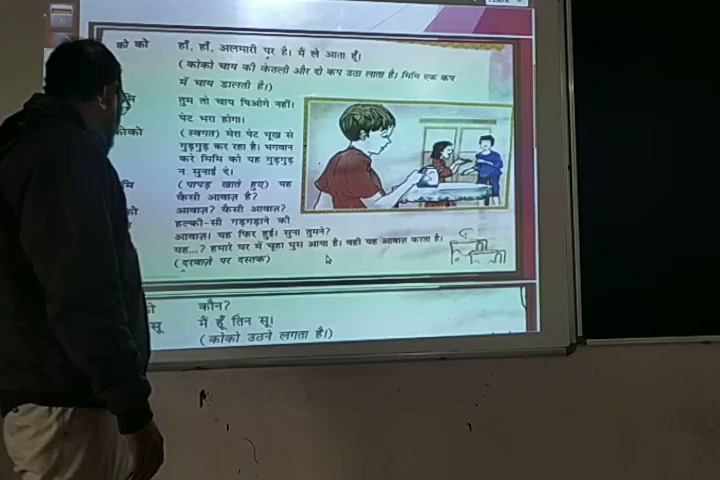 को को हाँ, हाँ, अलमारी पर है। मैं ले आता हूँ।
(कोको चाय की केतली और दो कप उठा लाता है। मिमि एक कप
में चाय डालती है।)
मि तुम तो चाय पिओगे नहीं।
पेट भरा होगा।
कोको (स्वगत) मेरा पेट भूख से
गुड़गुड़ कर रहा है। भगवान
करे मिमि को यह गुड़गुड़
न सुनाई दे।
मि (पापड़ खाते हुए) यह
कैसी आवाज़ है?
को आवाज़? कैसी आवाज़?
हल्की-सी गड़गड़ाने की
आवाज़। यह फिर हुई। सुना तुमने?
यह...? हमारे घर में चूहा घुस आया है। वही यह आवाज़ करता है।
(दरवाज़े पर दस्तक)
को कौन?
सू मैं हूँ तिन सू।
(कोको उठने लगता है।)